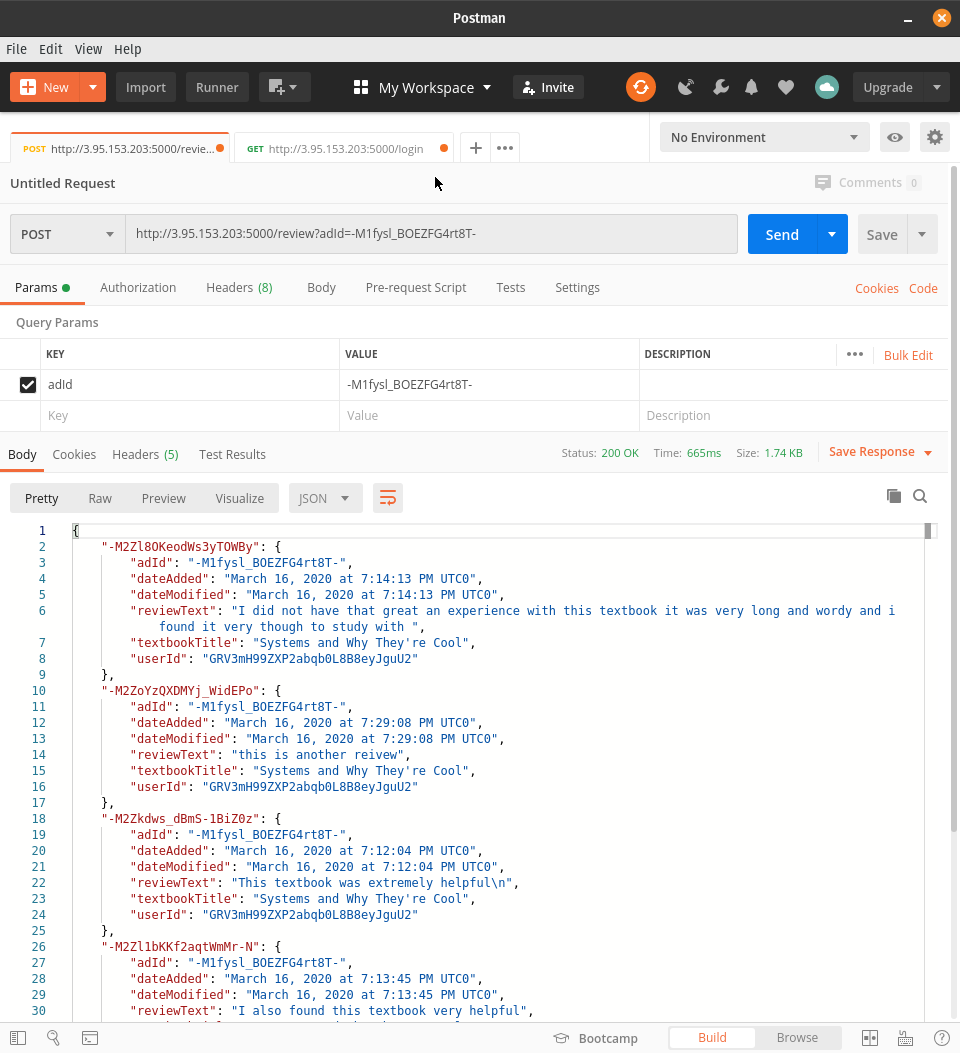 Postman
File Edit View Help
New Import Runner My Workspace Invite Upgrade
POST http://3.95.153.203:5000/revie... GET http://3.95.153.203:5000/login + ••• No Environment
Untitled Request Comments 0
POST http://3.95.153.203:5000/review?adId=-M1fysl_BOEZFG4rt8T- Send Save
Params Authorization Headers (8) Body Pre-request Script Tests Settings Cookies Code
Query Params
KEY VALUE DESCRIPTION ••• Bulk Edit
adId -M1fysl_BOEZFG4rt8T-
Key Value Description
Body Cookies Headers (5) Test Results Status: 200 OK Time: 665ms Size: 1.74 KB Save Response
Pretty Raw Preview Visualize JSON
1 {
2 "-M2Zl8OKeodWs3yTOWBy": {
3 "adId": "-M1fysl_BOEZFG4rt8T-",
4 "dateAdded": "March 16, 2020 at 7:14:13 PM UTC0",
5 "dateModified": "March 16, 2020 at 7:14:13 PM UTC0",
6 "reviewText": "I did not have that great an experience with this textbook it was very long and wordy and i
found it very though to study with ",
7 "textbookTitle": "Systems and Why They're Cool",
8 "userId": "GRV3mH99ZXP2abqb0L8B8eyJguU2"
9 },
10 "-M2ZoYzQXDMYj_WidEPo": {
11 "adId": "-M1fysl_BOEZFG4rt8T-",
12 "dateAdded": "March 16, 2020 at 7:29:08 PM UTC0",
13 "dateModified": "March 16, 2020 at 7:29:08 PM UTC0",
14 "reviewText": "this is another reivew",
15 "textbookTitle": "Systems and Why They're Cool",
16 "userId": "GRV3mH99ZXP2abqb0L8B8eyJguU2"
17 },
18 "-M2Zkdws_dBmS-1BiZ0z": {
19 "adId": "-M1fysl_BOEZFG4rt8T-",
20 "dateAdded": "March 16, 2020 at 7:12:04 PM UTC0",
21 "dateModified": "March 16, 2020 at 7:12:04 PM UTC0",
22 "reviewText": "This textbook was extremely helpful\n",
23 "textbookTitle": "Systems and Why They're Cool",
24 "userId": "GRV3mH99ZXP2abqb0L8B8eyJguU2"
25 },
26 "-M2Zl1bKKf2aqtWmMr-N": {
27 "adId": "-M1fysl_BOEZFG4rt8T-",
28 "dateAdded": "March 16, 2020 at 7:13:45 PM UTC0",
29 "dateModified": "March 16, 2020 at 7:13:45 PM UTC0",
30 "reviewText": "I also found this textbook very helpful",
Bootcamp Build Browse